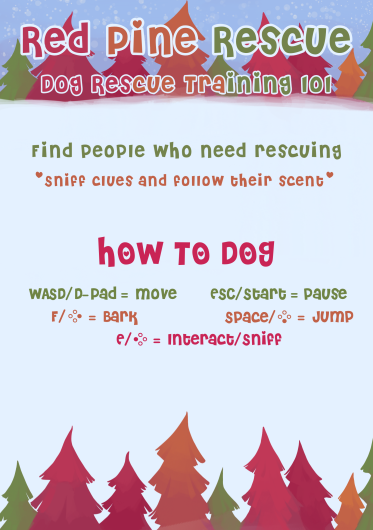 Red Pine Rescue
Dog Rescue Training 101
Find people who need rescuing
*sniff clues and follow their scent*
How to Dog
WASD/D-Pad = move
esc/start = pause
F/ = Bark
space/ = Jump
e/ = Interact/sniff